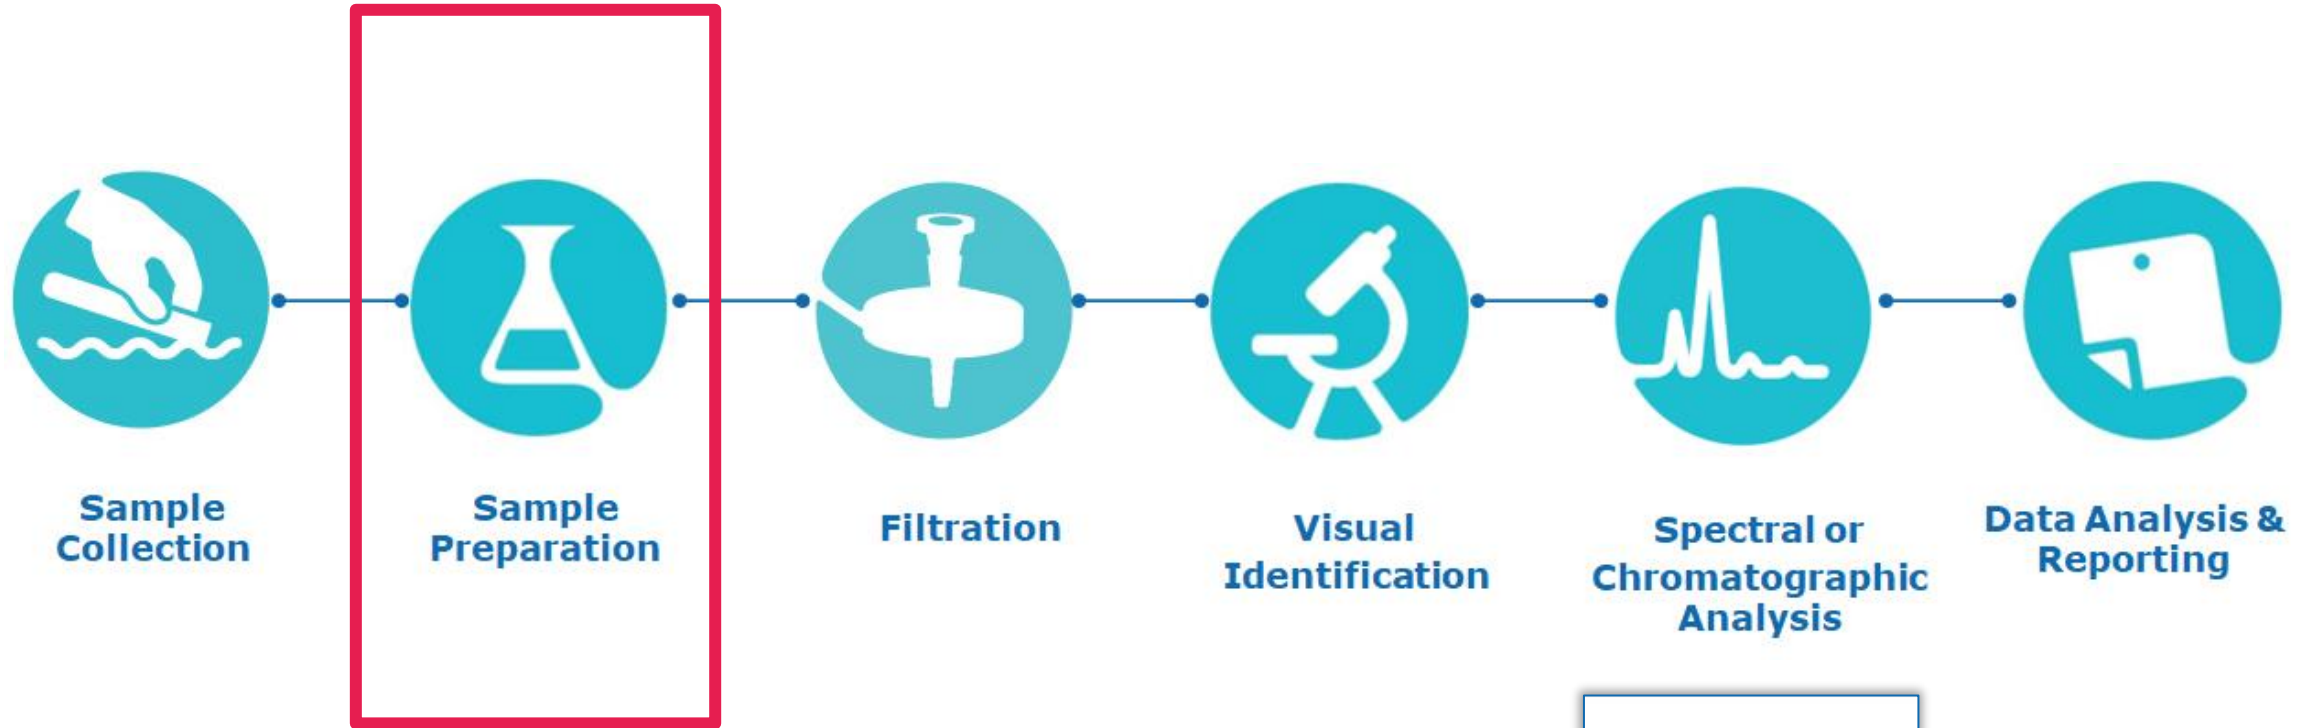 Sample
Collection
Sample
Preparation
Filtration
Visual
Identification
Spectral or
Chromatographic
Analysis
Data Analysis &
Reporting